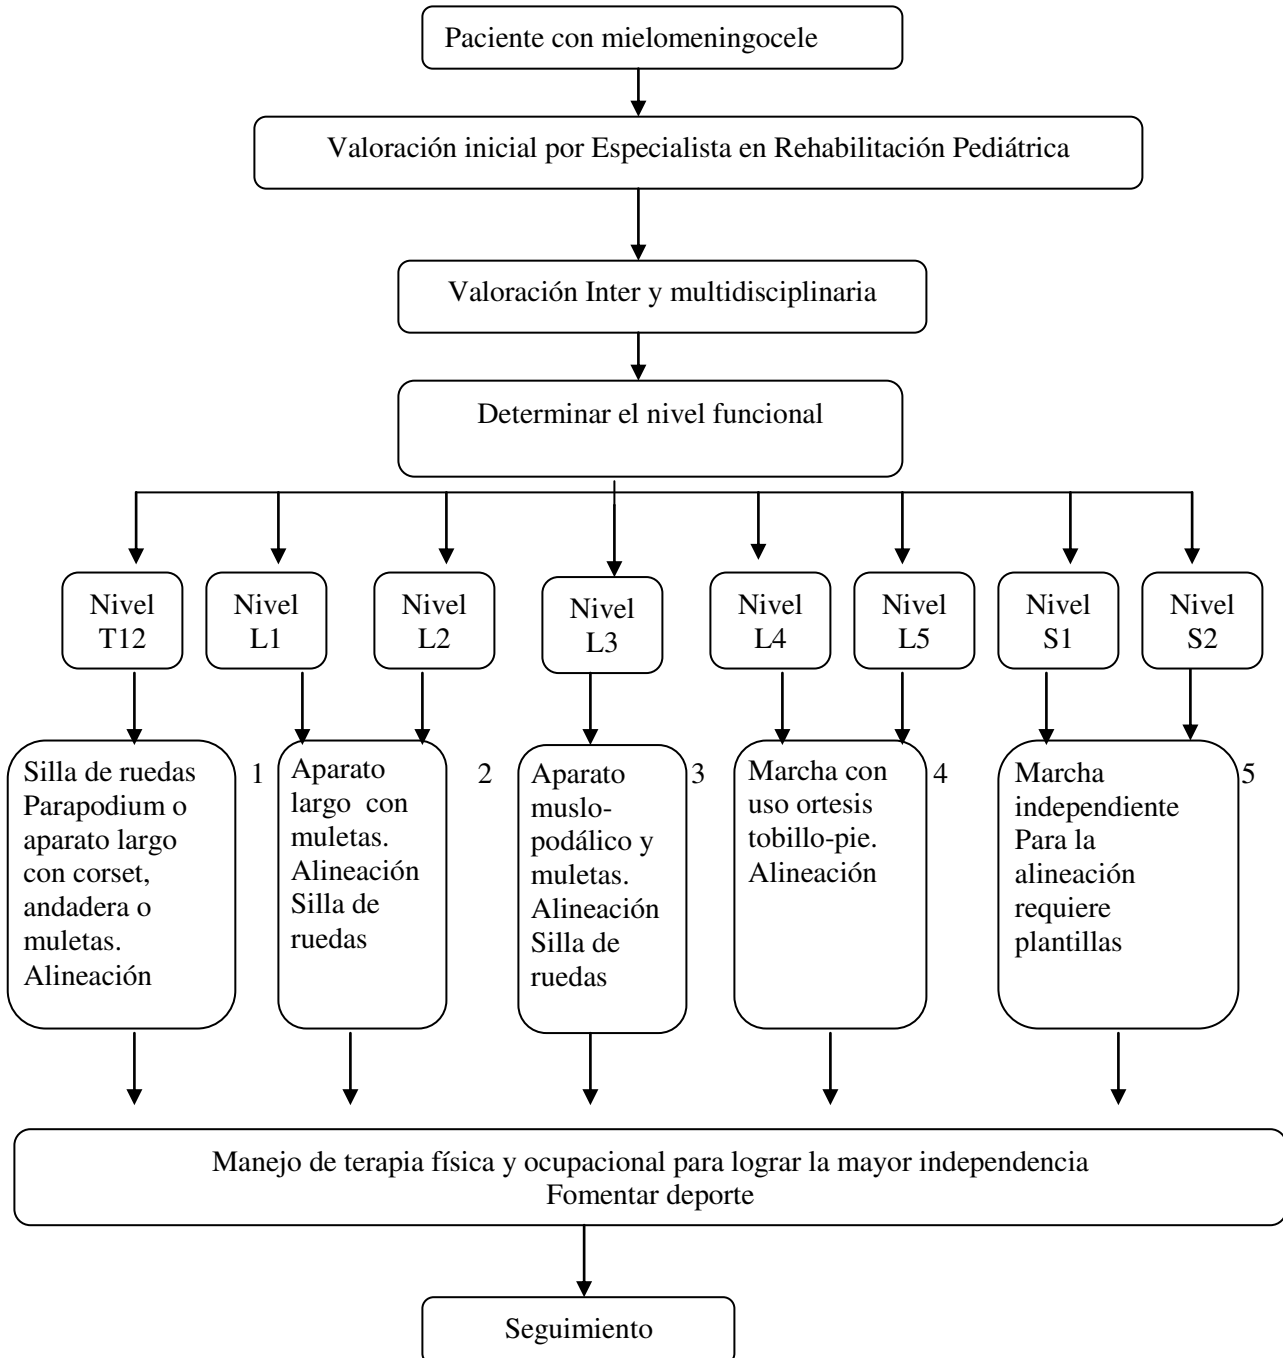 Paciente con mielomeningocele
Valoración inicial por Especialista en Rehabilitación Pediátrica
Valoración Inter y multidisciplinaria
Determinar el nivel funcional
Nivel
T12
Nivel
L1
Nivel
L2
Nivel
L3
Nivel
L4
Nivel
L5
Nivel
S1
Nivel
S2
Silla de ruedas
Parapodium o
aparato largo
con corset,
andadera o
muletas.
Alineación
1
Aparato
largo con
muletas.
Alineación
Silla de
ruedas
2
Aparato
muslo-
podálico y
muletas.
Alineación
Silla de
ruedas
3
Marcha con
uso ortesis
tobillo-pie.
Alineación
4
Marcha
independiente
Para la
alineación
requiere
plantillas
5
Manejo de terapia física y ocupacional para lograr la mayor independencia
Fomentar deporte
Seguimiento